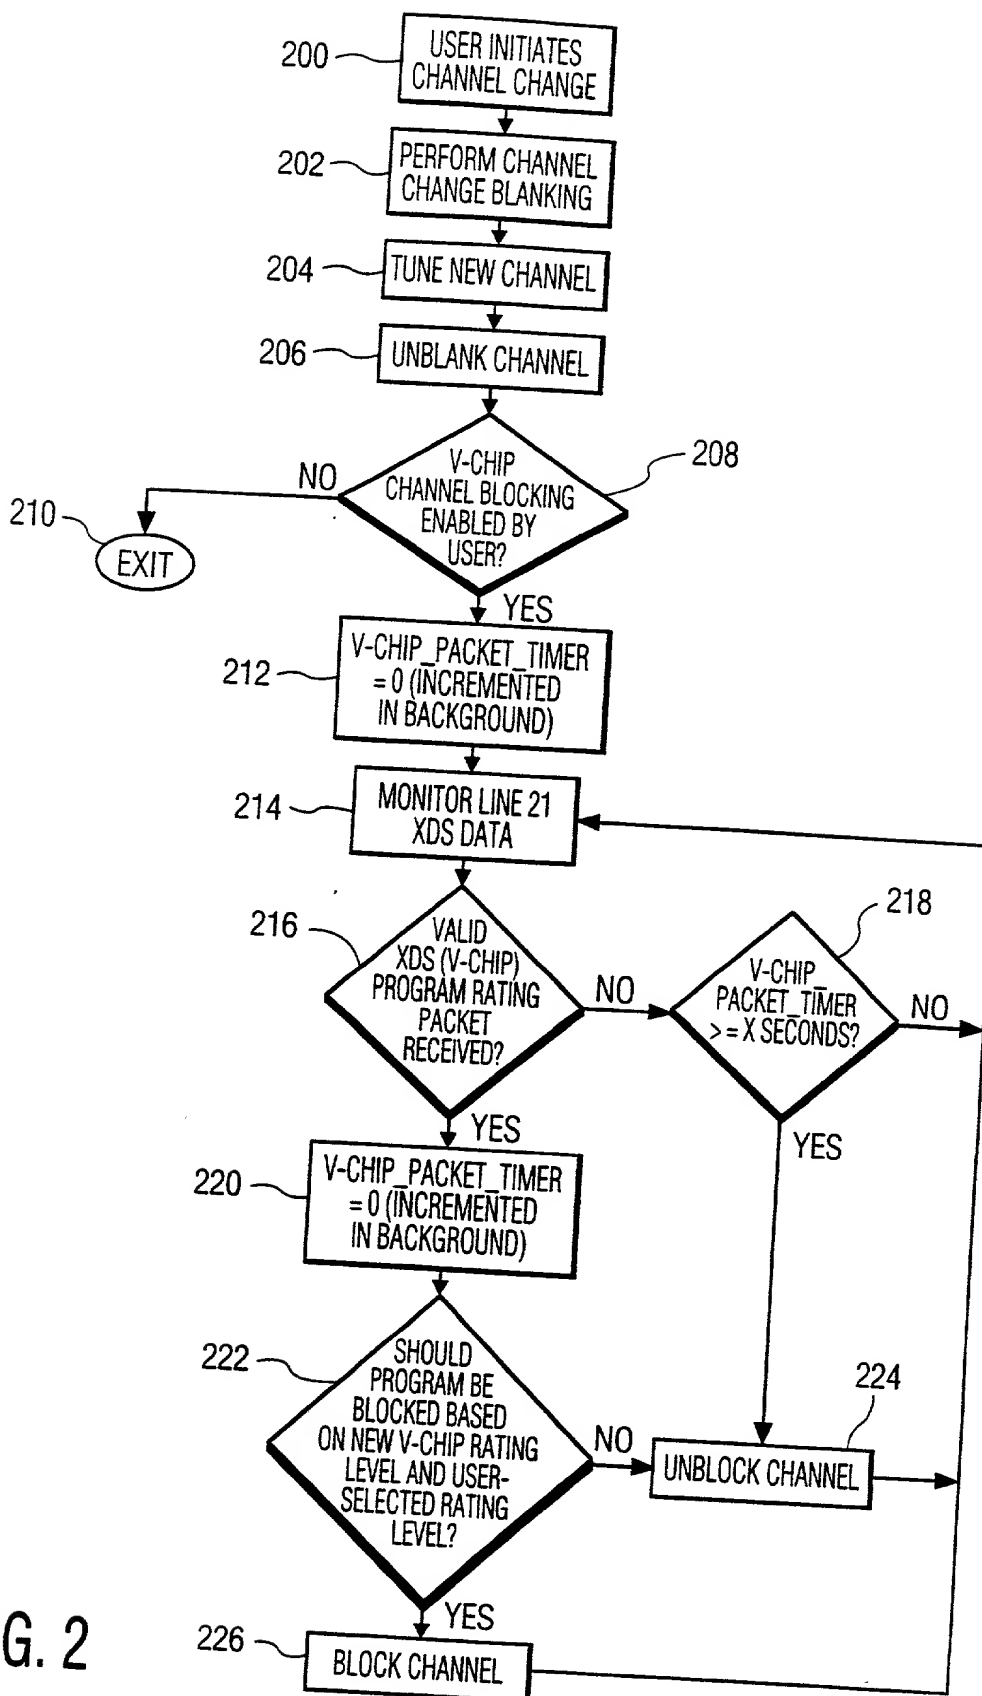 200
USER INITIATES
CHANNEL CHANGE
202
PERFORM CHANNEL
CHANGE BLANKING
204
TUNE NEW CHANNEL
206
UNBLANK CHANNEL
208
V-CHIP
CHANNEL BLOCKING
ENABLED BY
USER?
NO
210
EXIT
YES
212
V-CHIP_PACKET_TIMER
= 0 (INCREMENTED
IN BACKGROUND)
214
MONITOR LINE 21
XDS DATA
216
VALID
XDS (V-CHIP)
PROGRAM RATING
PACKET
RECEIVED?
NO
218
V-CHIP_
PACKET_TIMER
> = X SECONDS?
NO
YES
YES
220
V-CHIP_PACKET_TIMER
= 0 (INCREMENTED
IN BACKGROUND)
222
SHOULD
PROGRAM BE
BLOCKED BASED
ON NEW V-CHIP RATING
LEVEL AND USER-
SELECTED RATING
LEVEL?
NO
224
UNBLOCK CHANNEL
YES
226
BLOCK CHANNEL
G. 2